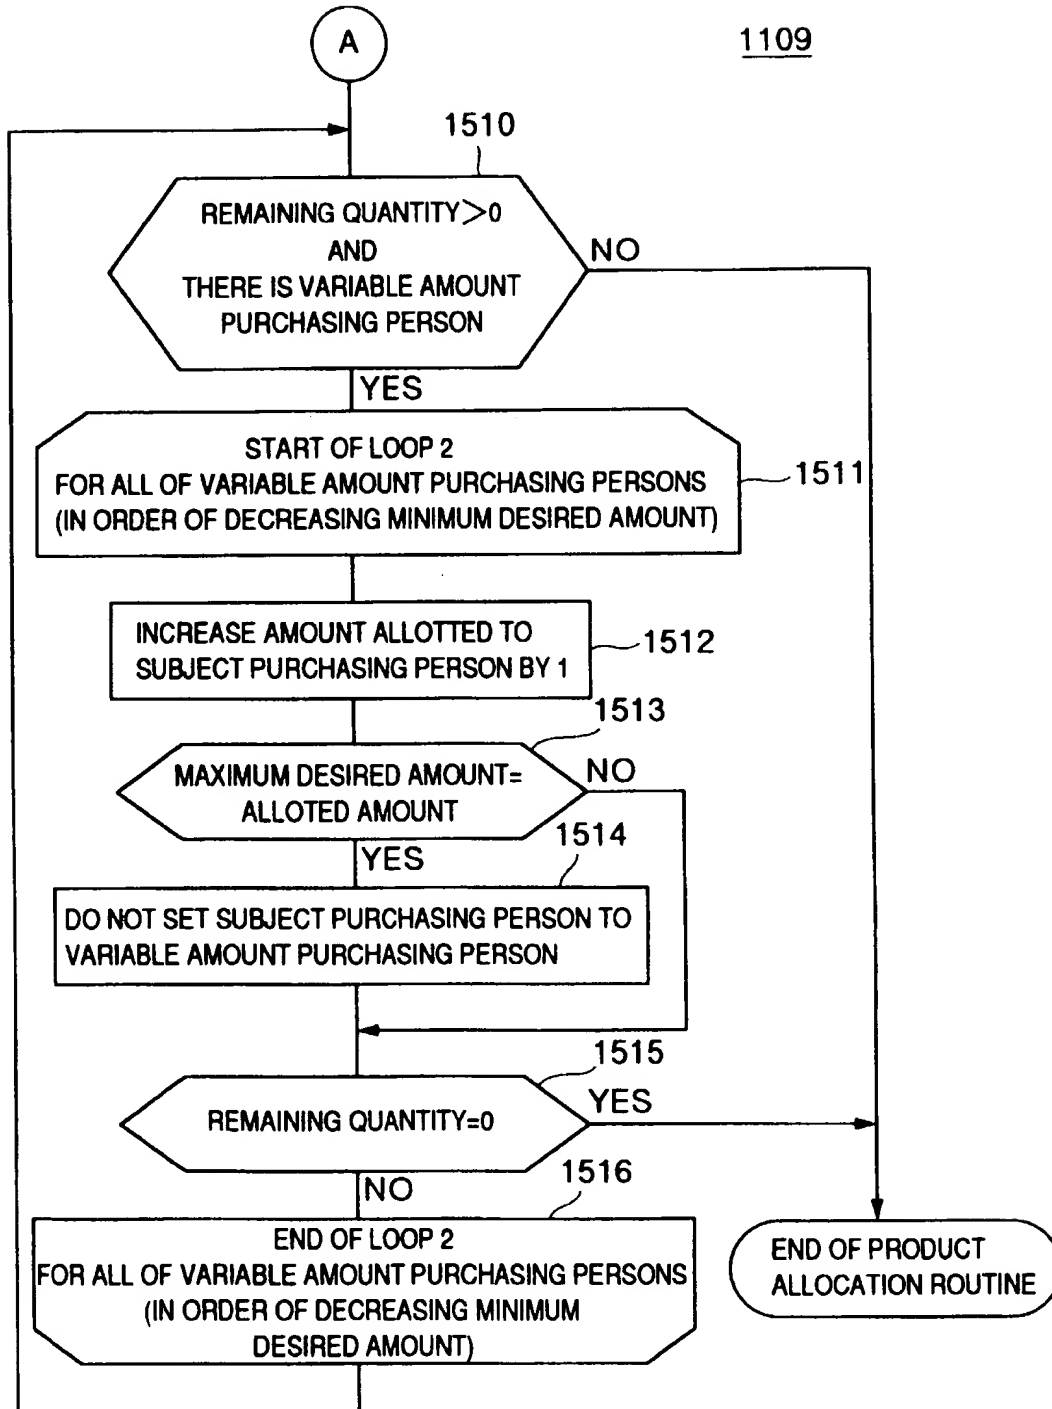 A
1109
1510
REMAINING QUANTITY>0
AND
THERE IS VARIABLE AMOUNT
PURCHASING PERSON
NO
YES
START OF LOOP 2
FOR ALL OF VARIABLE AMOUNT PURCHASING PERSONS
(IN ORDER OF DECREASING MINIMUM DESIRED AMOUNT)
1511
INCREASE AMOUNT ALLOTTED TO
SUBJECT PURCHASING PERSON BY 1
1512
1513
MAXIMUM DESIRED AMOUNT=
ALLOTED AMOUNT
NO
YES
1514
DO NOT SET SUBJECT PURCHASING PERSON TO
VARIABLE AMOUNT PURCHASING PERSON
1515
REMAINING QUANTITY=0
YES
NO
1516
END OF LOOP 2
FOR ALL OF VARIABLE AMOUNT PURCHASING PERSONS
(IN ORDER OF DECREASING MINIMUM
DESIRED AMOUNT)
END OF PRODUCT
ALLOCATION ROUTINE